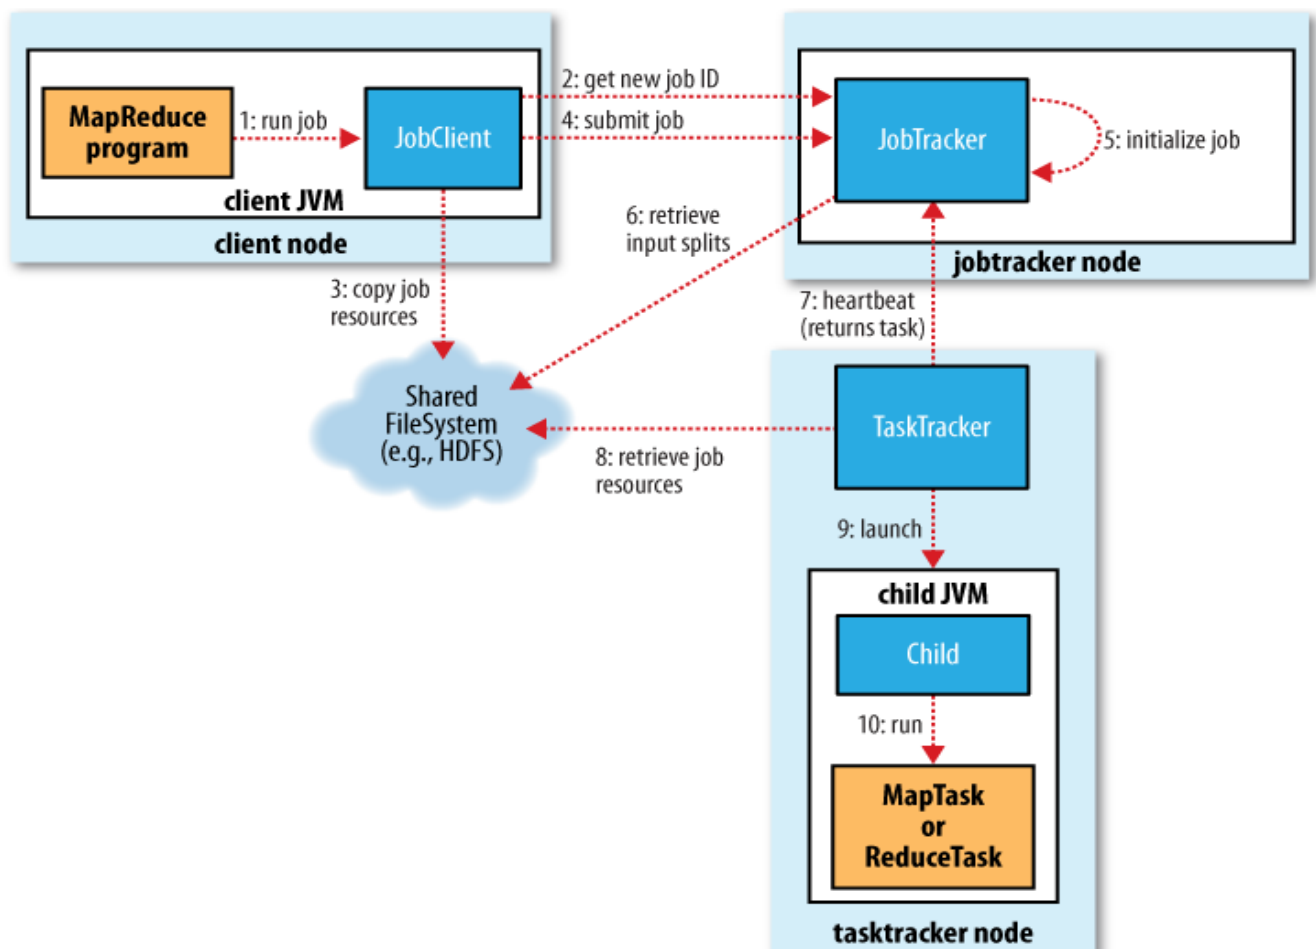 MapReduce
program
1: run job
JobClient
client JVM
client node
2: get new job ID
4: submit job
JobTracker
5: initialize job
jobtracker node
3: copy job
resources
6: retrieve
input splits
7: heartbeat
(returns task)
Shared
FileSystem
(e.g., HDFS)
8: retrieve job
resources
TaskTracker
9: launch
child JVM
Child
10: run
MapTask
or
ReduceTask
tasktracker node